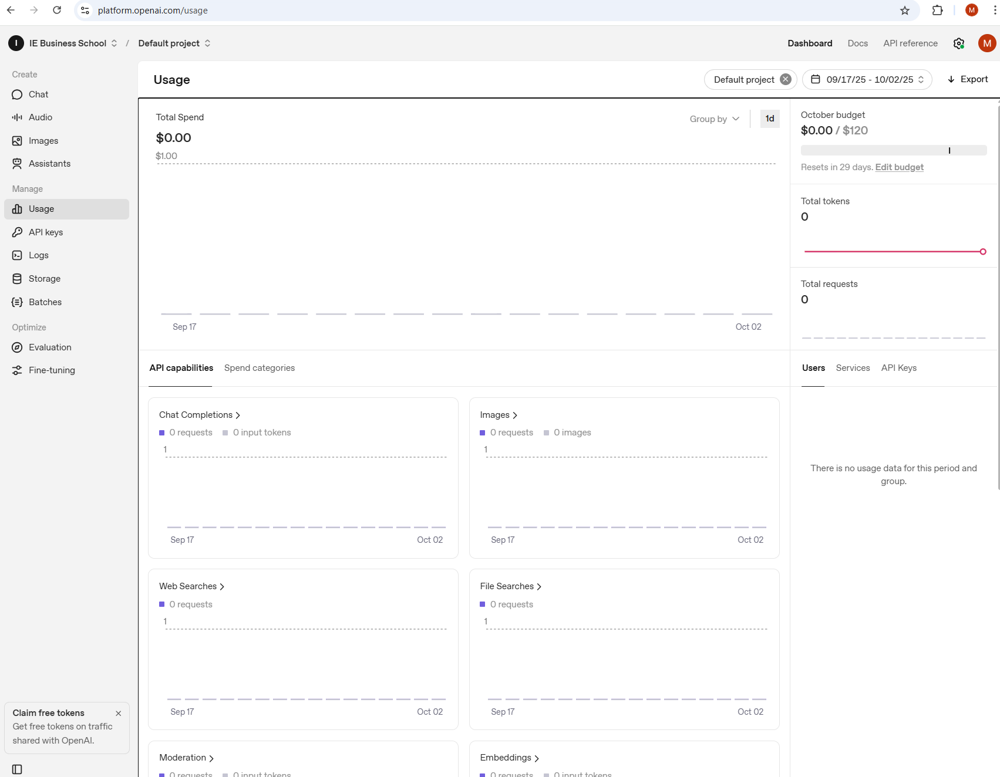 platform.openai.com/usage
M
I
IE Business School
/
Default project
Dashboard
Docs
API reference
M
Create
Chat
Audio
Images
Assistants
Manage
Usage
API keys
Logs
Storage
Batches
Optimize
Evaluation
Fine-tuning
Claim free tokens
Get free tokens on traffic
shared with OpenAI.
Usage
Default project
09/17/25 - 10/02/25
Export
Total Spend
$0.00
$1.00
Group by
1d
Sep 17
Oct 02
October budget
$0.00 / $120
Resets in 29 days. Edit budget
Total tokens
0
Total requests
0
API capabilities
Spend categories
Users
Services
API Keys
There is no usage data for this period and
group.
Chat Completions
0 requests
0 input tokens
1
Sep 17
Oct 02
Images
0 requests
0 images
1
Sep 17
Oct 02
Web Searches
0 requests
1
Sep 17
Oct 02
File Searches
0 requests
1
Sep 17
Oct 02
Moderation
0 requests
0 input tokens
Embeddings
0 requests
0 input tokens